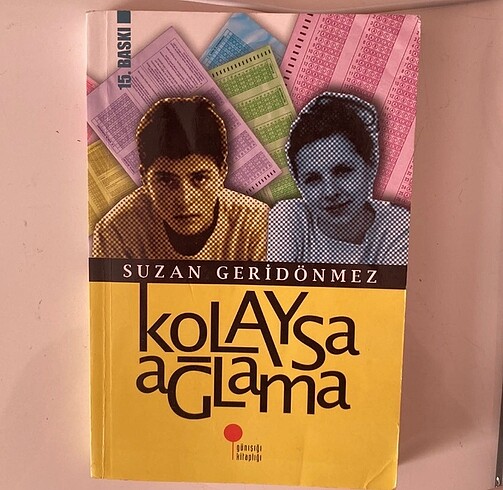 15. BASKI
SUZAN GERİDÖNMEZ
kOLAYSa
aĞLama
günışığı
kitaplığı